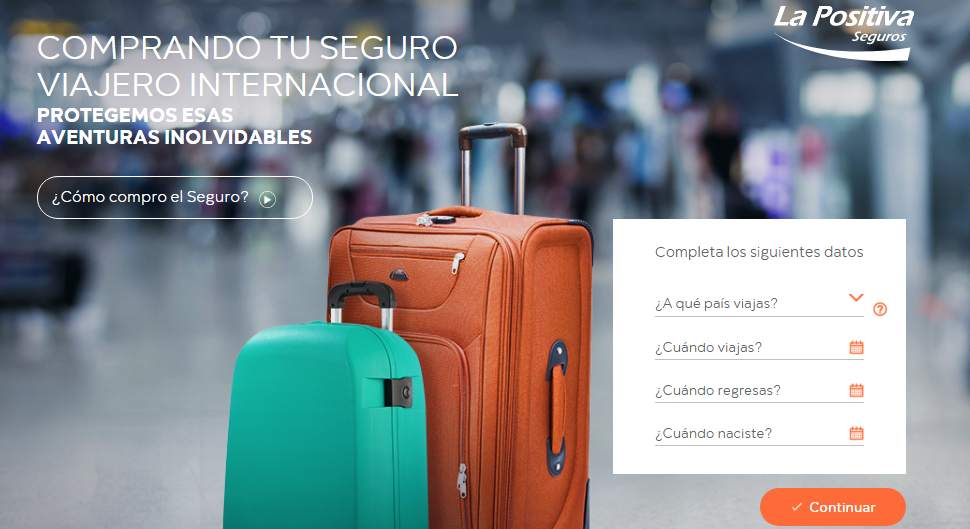 La Positiva
Seguros
COMPRANDO TU SEGURO
VIAJERO INTERNACIONAL
PROTEGEMOS ESAS
AVENTURAS INOLVIDABLES
¿Cómo compro el Seguro?
Completa los siguientes datos
¿A qué país viajas?
?
¿Cuándo viajas?
¿Cuándo regresas?
¿Cuándo naciste?
Continuar